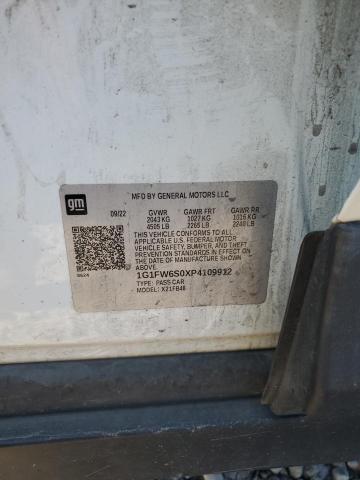 gm
MFD BY GENERAL MOTORS LLC
09/22 GVWR GAWR FRT GAWR RR
2043 KG 1027 KG 1016 KG
4505 LB 2265 LB 2240 LB
THIS VEHICLE CONFORMS TO ALL
APPLICABLE U.S. FEDERAL MOTOR
VEHICLE SAFETY, BUMPER, AND THEFT
PREVENTION STANDARDS IN EFFECT ON
THE DATE OF MANUFACTURE SHOWN ABOVE.
1G1FW6S0XP4109912
TYPE: PASS CAR
MODEL: X21FB48